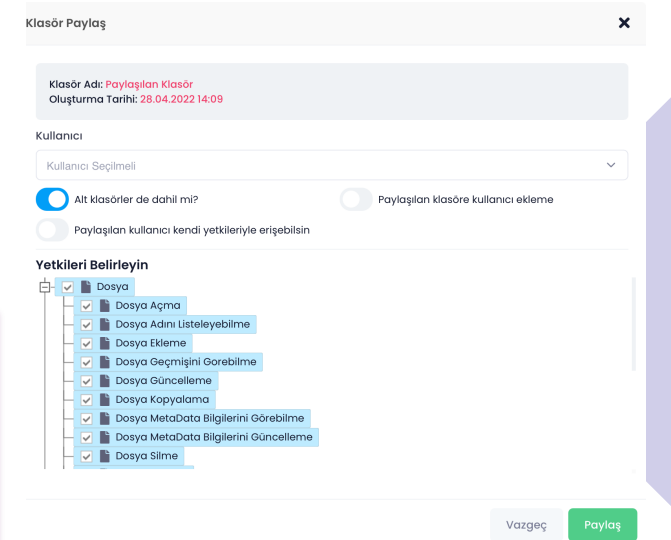 Klasör Paylaş
Klasör Adı: Paylaşılan Klasör
Oluşturma Tarihi: 28.04.2022 14:09
Kullanıcı
Kullanıcı Seçilmeli
Alt klasörler de dahil mi?
Paylaşılan klasöre kullanıcı ekleme
Paylaşılan kullanıcı kendi yetkileriyle erişebilsin
Yetkileri Belirleyin
Dosya
Dosya Açma
Dosya Adını Listeleyebilme
Dosya Ekleme
Dosya Geçmişini Gorebilme
Dosya Güncelleme
Dosya Kopyalama
Dosya MetaData Bilgilerini Görebilme
Dosya MetaData Bilgilerini Güncelleme
Dosya Silme
Vazgeç
Paylaş